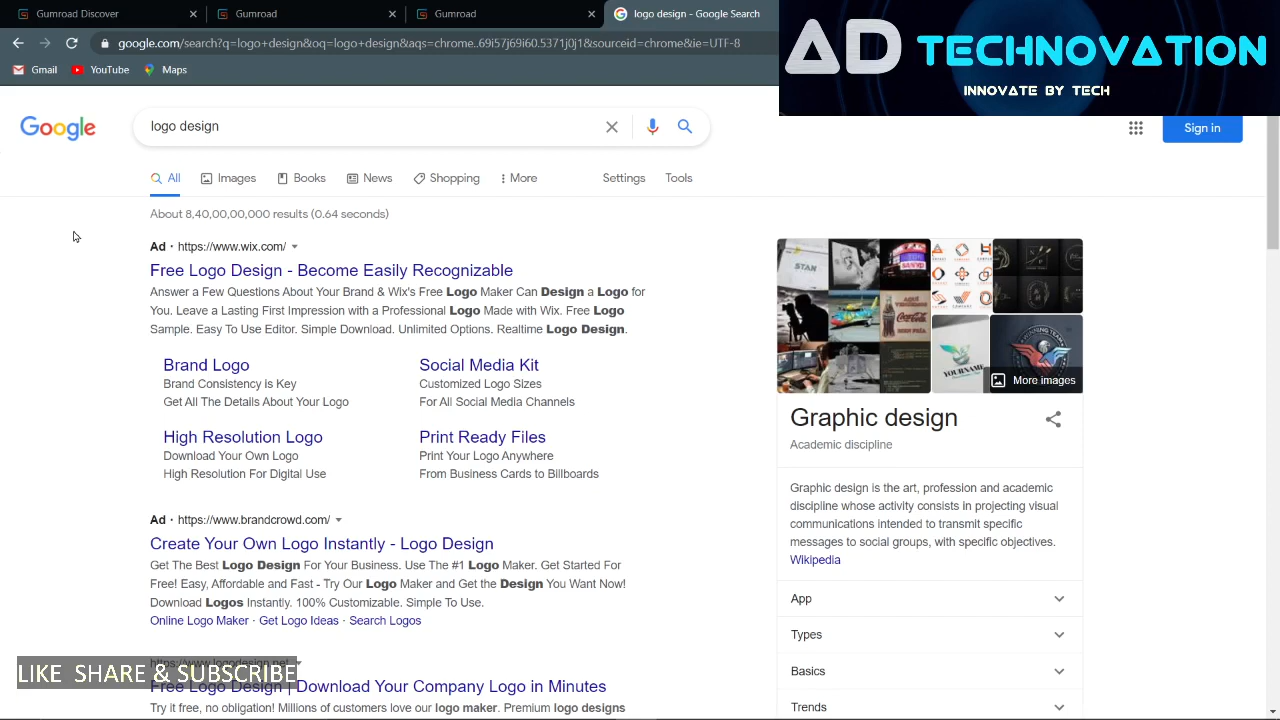 Gumroad Discover
Gumroad
Gumroad
logo design - Google Search
google.com/search?q=logo+design&oq=logo+design&aqs=chrome..69i57j69i60.5371j0j1&sourceid=chrome&ie=UTF-8
Gmail
YouTube
Maps
AD TECHNOVATION
INNOVATE BY TECH
Google
logo design
Sign in
All
Images
Books
News
Shopping
More
Settings
Tools
About 8,40,00,00,000 results (0.64 seconds)
Ad · https://www.wix.com/
Free Logo Design - Become Easily Recognizable
Answer a Few Questions About Your Brand & Wix's Free Logo Maker Can Design a Logo for
You. Leave a Lasting First Impression with a Professional Logo Made with Wix. Free Logo
Sample. Easy To Use Editor. Simple Download. Unlimited Options. Realtime Logo Design.
Brand Logo
Brand Consistency is Key
Get All The Details About Your Logo
Social Media Kit
Customized Logo Sizes
For All Social Media Channels
High Resolution Logo
Download Your Own Logo
High Resolution For Digital Use
Print Ready Files
Print Your Logo Anywhere
From Business Cards to Billboards
Ad · https://www.brandcrowd.com/
Create Your Own Logo Instantly - Logo Design
Get The Best Logo Design For Your Business. Use The #1 Logo Maker. Get Started For
Free! Easy, Affordable and Fast - Try Our Logo Maker and Get the Design You Want Now!
Download Logos Instantly. 100% Customizable. Simple To Use.
Online Logo Maker · Get Logo Ideas · Search Logos
https://www.logodesign.net
LIKE SHARE & SUBSCRIBE
Free Logo Design | Download Your Company Logo in Minutes
Try it free, no obligation! Millions of customers love our logo maker. Premium logo designs
STAN
SANYO
Coca-Cola
YOURNAME
More images
Graphic design
Academic discipline
Graphic design is the art, profession and academic
discipline whose activity consists in projecting visual
communications intended to transmit specific
messages to social groups, with specific objectives.
Wikipedia
App
Types
Basics
Trends